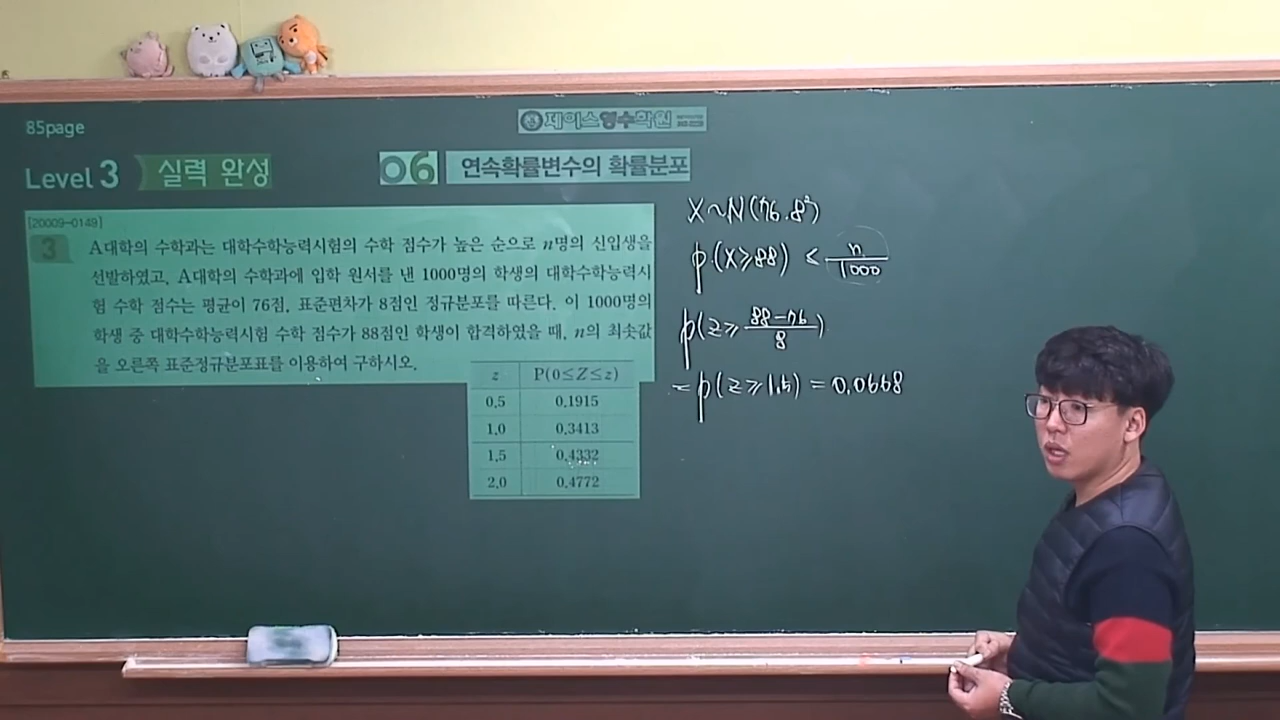 85page
제이스영수학원
Level 3 실력 완성
06 연속확률변수의 확률분포
[20009-0149]
3 A대학의 수학과는 대학수학능력시험의 수학 점수가 높은 순으로 n명의 신입생을
선발하였고, A대학의 수학과에 입학 원서를 낸 1000명의 학생의 대학수학능력시
험 수학 점수는 평균이 76점, 표준편차가 8점인 정규분포를 따른다. 이 1000명의
학생 중 대학수학능력시험 수학 점수가 88점인 학생이 합격하였을 때, n의 최솟값
을 오른쪽 표준정규분포표를 이용하여 구하시오.
z P(0≤Z≤z)
0.5 0.1915
1.0 0.3413
1.5 0.4332
2.0 0.4772
X~N(76, 8²)
P(X≥88) ≤ n/1000
P(Z≥ (88-76)/8)
= P(Z≥1.5) = 0.0668